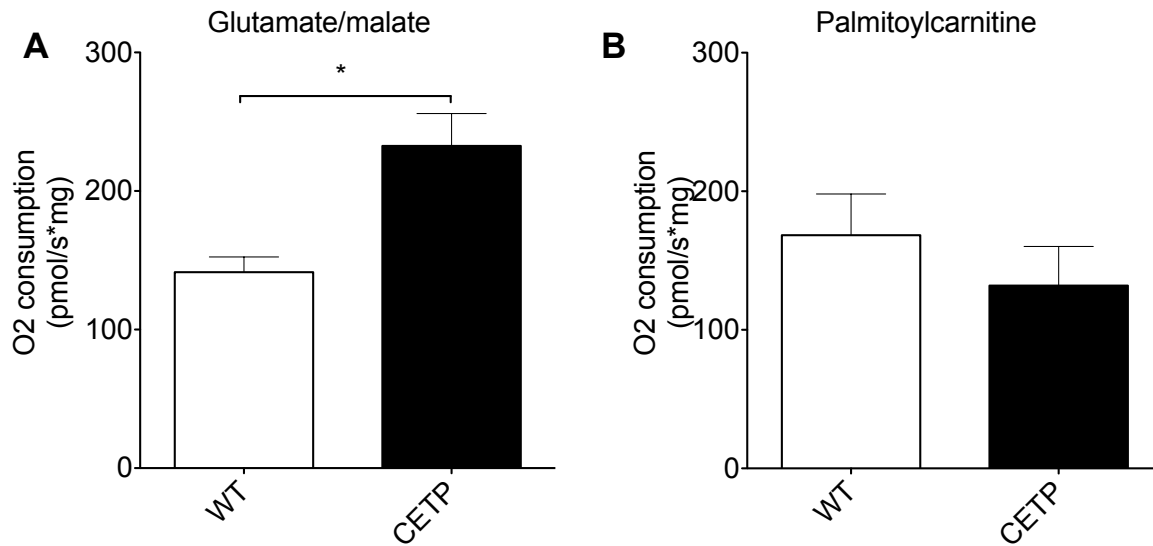 Glutamate/malate
A
*
O2 consumption
(pmol/s*mg)
300
200
100
0
WT
CETP
Palmitoylcarnitine
B
O2 consumption
(pmol/s*mg)
300
200
100
0
WT
CETP